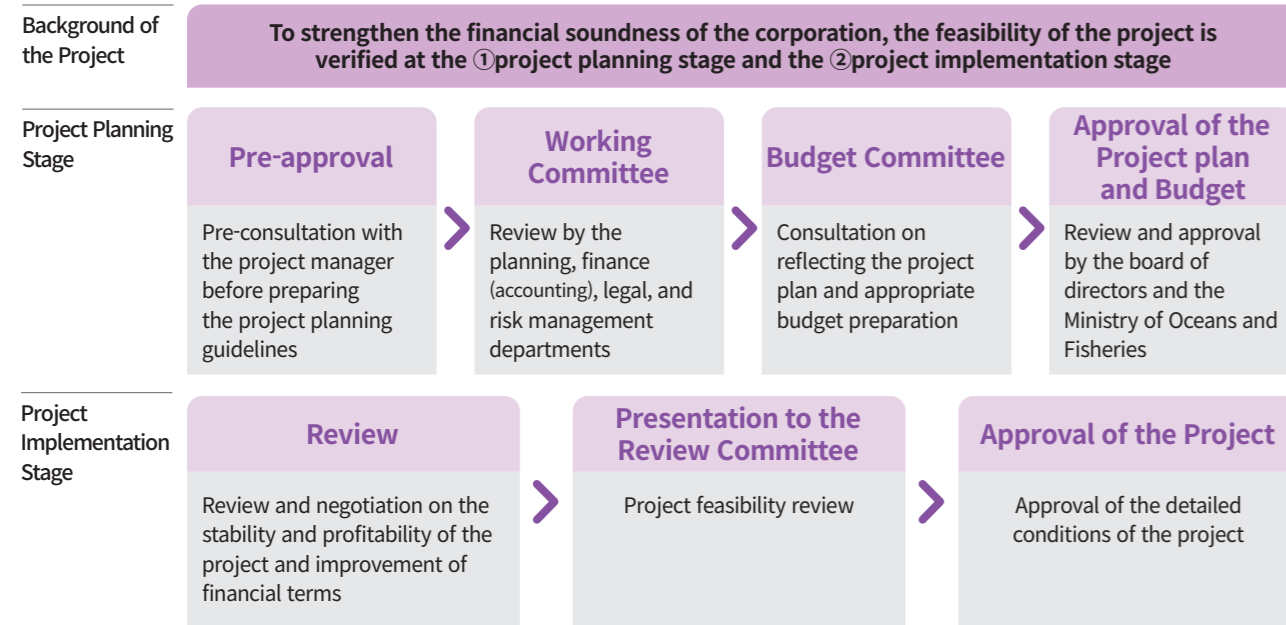 Background of
the Project
To strengthen the financial soundness of the corporation, the feasibility of the project is
verified at the ①project planning stage and the ②project implementation stage
Project Planning
Stage
Pre-approval
Pre-consultation with
the project manager
before preparing
the project planning
guidelines
Working
Committee
Review by the
planning, finance
(accounting), legal, and
risk management
departments
Budget Committee
Consultation on
reflecting the project
plan and appropriate
budget preparation
Approval of the
Project plan
and Budget
Review and approval
by the board of
directors and the
Ministry of Oceans and
Fisheries
Project
Implementation
Stage
Review
Review and negotiation on the
stability and profitability of the
project and improvement of
financial terms
Presentation to the
Review Committee
Project feasibility review
Approval of the Project
Approval of the detailed
conditions of the project